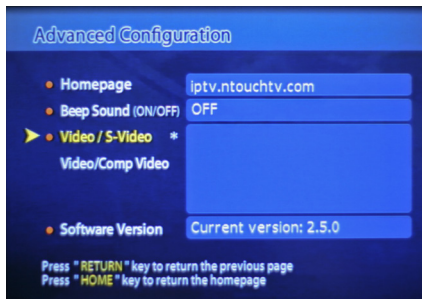 Advanced Configuration
Homepage iptv.ntouchtv.com
Beep Sound (ON/OFF) OFF
Video / S-Video *
Video/Comp Video
Software Version Current version: 2.5.0
Press "RETURN" key to return the previous page
Press "HOME" key to return the homepage